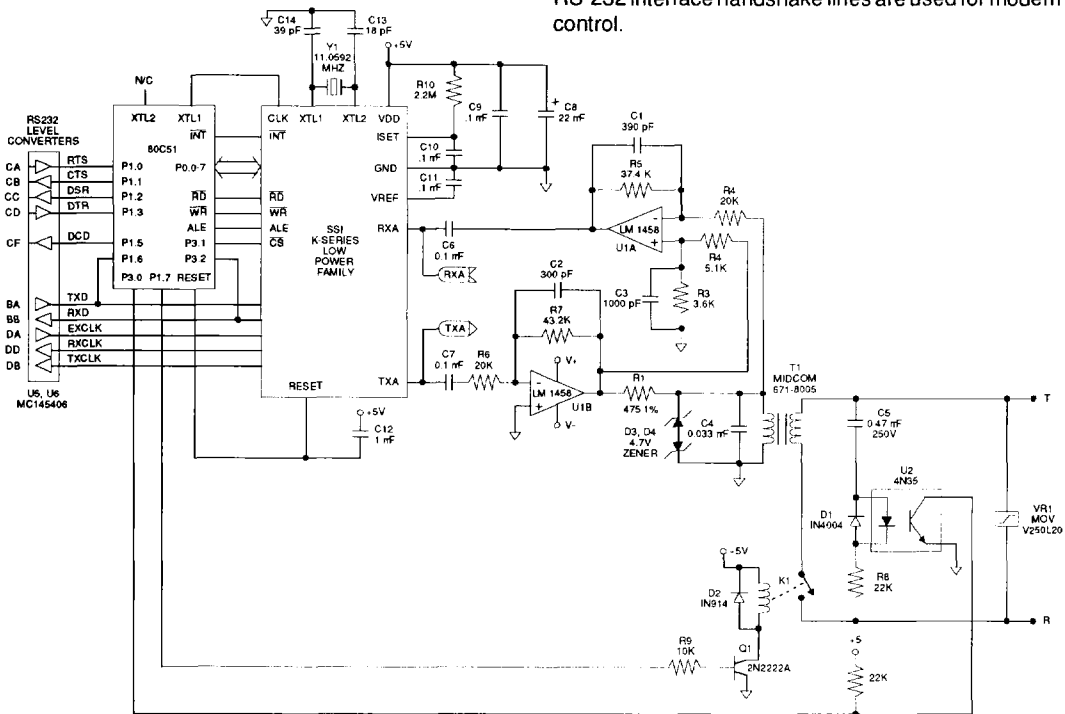 RS-232 interface handshake lines are used for modem
control.
C14
39 pF
C13
18 pF
Y1
11.0592
MHZ
+5V
N/C
R10
2.2M
C9
.1 mF
+
C8
22 mF
C1
390 pF
RS232
LEVEL
CONVERTERS
XTL2 XTL1
INT
80C51
P1.0
P1.1
P1.2
P1.3
P1.5
P1.6
P3.0 P1.7 RESET
P0.0-7
RD
WR
ALE
P3.1
P3.2
CLK XTL1 XTL2 VDD
INT
ISET
GND
VREF
RXA
RD
WR
ALE
CS
SSI
K-SERIES
LOW
POWER
FAMILY
TXA
RESET
C10
.1 mF
C11
.1 mF
CA RTS
CB CTS
CC DSR
CD DTR
CF DCD
BA TXD
BB RXD
DA EXCLK
DD RXCLK
DB TXCLK
U5, U6
MC145406
R5
37.4 K
LM 1458
-
+
U1A
R4
20K
R4
5.1K
C6
0.1 mF
RXA
C2
300 pF
C3
1000 pF
R3
3.6K
R7
43.2K
TXA
C7
0.1 mF
R6
20K
V+
-
LM 1458
+
U1B
V-
R1
475 1%
T1
MIDCOM
671-8005
+5V
C12
1 mF
D3, D4
4.7V
ZENER
C4
0.033 mF
C5
0.47 mF
250V
T
U2
4N35
D1
IN4004
VR1
MOV
V250L20
R8
22K
-5V
D2
IN914
K1
R
R9
10K
Q1
2N2222A
+5
22K